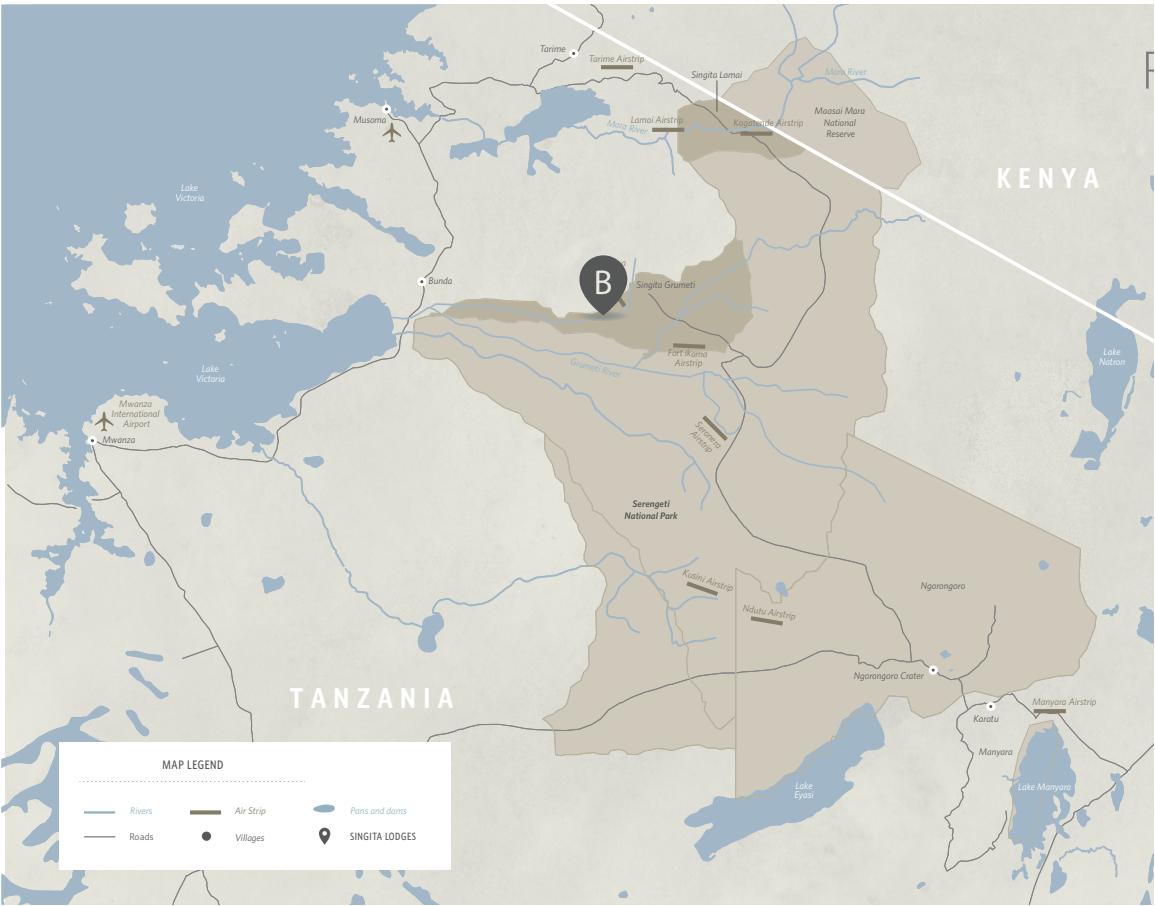 Tarime
Tarime Airstrip
Singita Lamai
Mara River
Musoma
Mara River
Lamai Airstrip
Kogatende Airstrip
Maasai Mara
National
Reserve
KENYA
Lake
Victoria
Bunda
B
Singita Grumeti
Fort Ikoma
Airstrip
Grumeti River
Lake
Natron
Lake
Victoria
Mwanza
International
Airport
Mwanza
Seronera
Airstrip
Serengeti
National Park
Kusini Airstrip
Ndutu Airstrip
Ngorongoro
Ngorongoro Crater
TANZANIA
Karatu
Manyara Airstrip
Manyara
Lake Manyara
Lake
Eyasi
MAP LEGEND
Rivers
Air Strip
Pans and dams
Roads
Villages
SINGITA LODGES